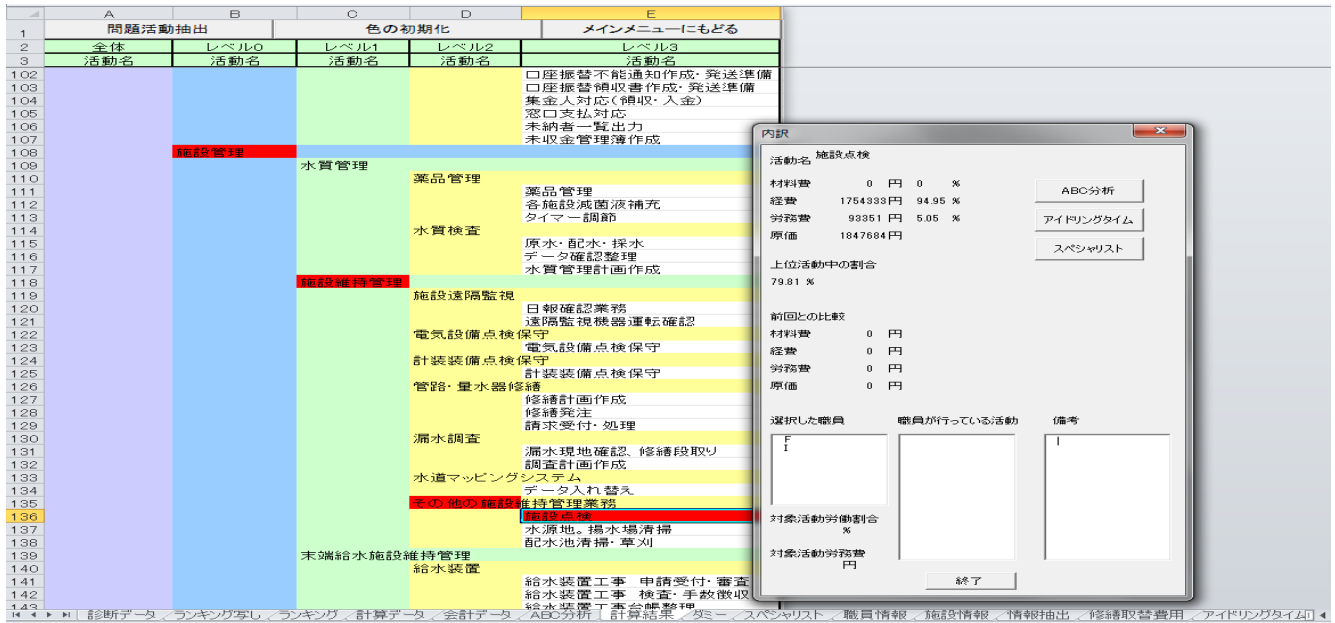 A B C D E
1 問題活動抽出 色の初期化 メインメニューにもどる
2 全体 レベル0 レベル1 レベル2 レベル3
3 活動名 活動名 活動名 活動名 活動名
102 口座振替不能通知作成・発送準備
103 口座振替領収書作成・発送準備
104 集金人対応(領収・入金)
105 窓口支払対応
106 未納者一覧出力
107 未収金管理簿作成
108 施設管理
109 水質管理
110 薬品管理
111 薬品管理
112 各施設滅菌液補充
113 タイマー調節
114 水質検査
115 原水・配水・採水
116 データ確認整理
117 水質管理計画作成
118 施設維持管理
119 施設遠隔監視
120 日報確認業務
121 遠隔監視機器運転確認
122 電気設備点検保守
123 電気設備点検保守
124 計装装備点検保守
125 計装装備点検保守
126 管路・量水器修繕
127 修繕計画作成
128 修繕発注
129 請求受付・処理
130 漏水調査
131 漏水現地確認、修繕段取り
132 調査計画作成
133 水道マッピングシステム
134 データ入れ替え
135 その他の施設維持管理業務
136 施設点検
137 水源地。揚水場清掃
138 配水池清掃・草刈
139 末端給水施設維持管理
140 給水装置
141 給水装置工事 申請受付・審査
142 給水装置工事 検査・手数徴収
143 給水装置工事台帳整理
診断データ ランキング写し ランキング 計算データ 会計データ ABC分析 計算結果 ダミー スペシャリスト 職員情報 施設情報 情報抽出 修繕取替費用 アイドリングタイム
内訳
活動名 施設点検
材料費 0 円 0 %
経費 1754333 円 94.95 %
労務費 93351 円 5.05 %
原価 1847684 円
ABC分析
アイドリングタイム
スペシャリスト
上位活動中の割合
79.81 %
前回との比較
材料費 0 円
経費 0 円
労務費 0 円
原価 0 円
選択した職員 職員が行っている活動 備考
F
I
対象活動労働割合
%
対象活動労務費
円
終了